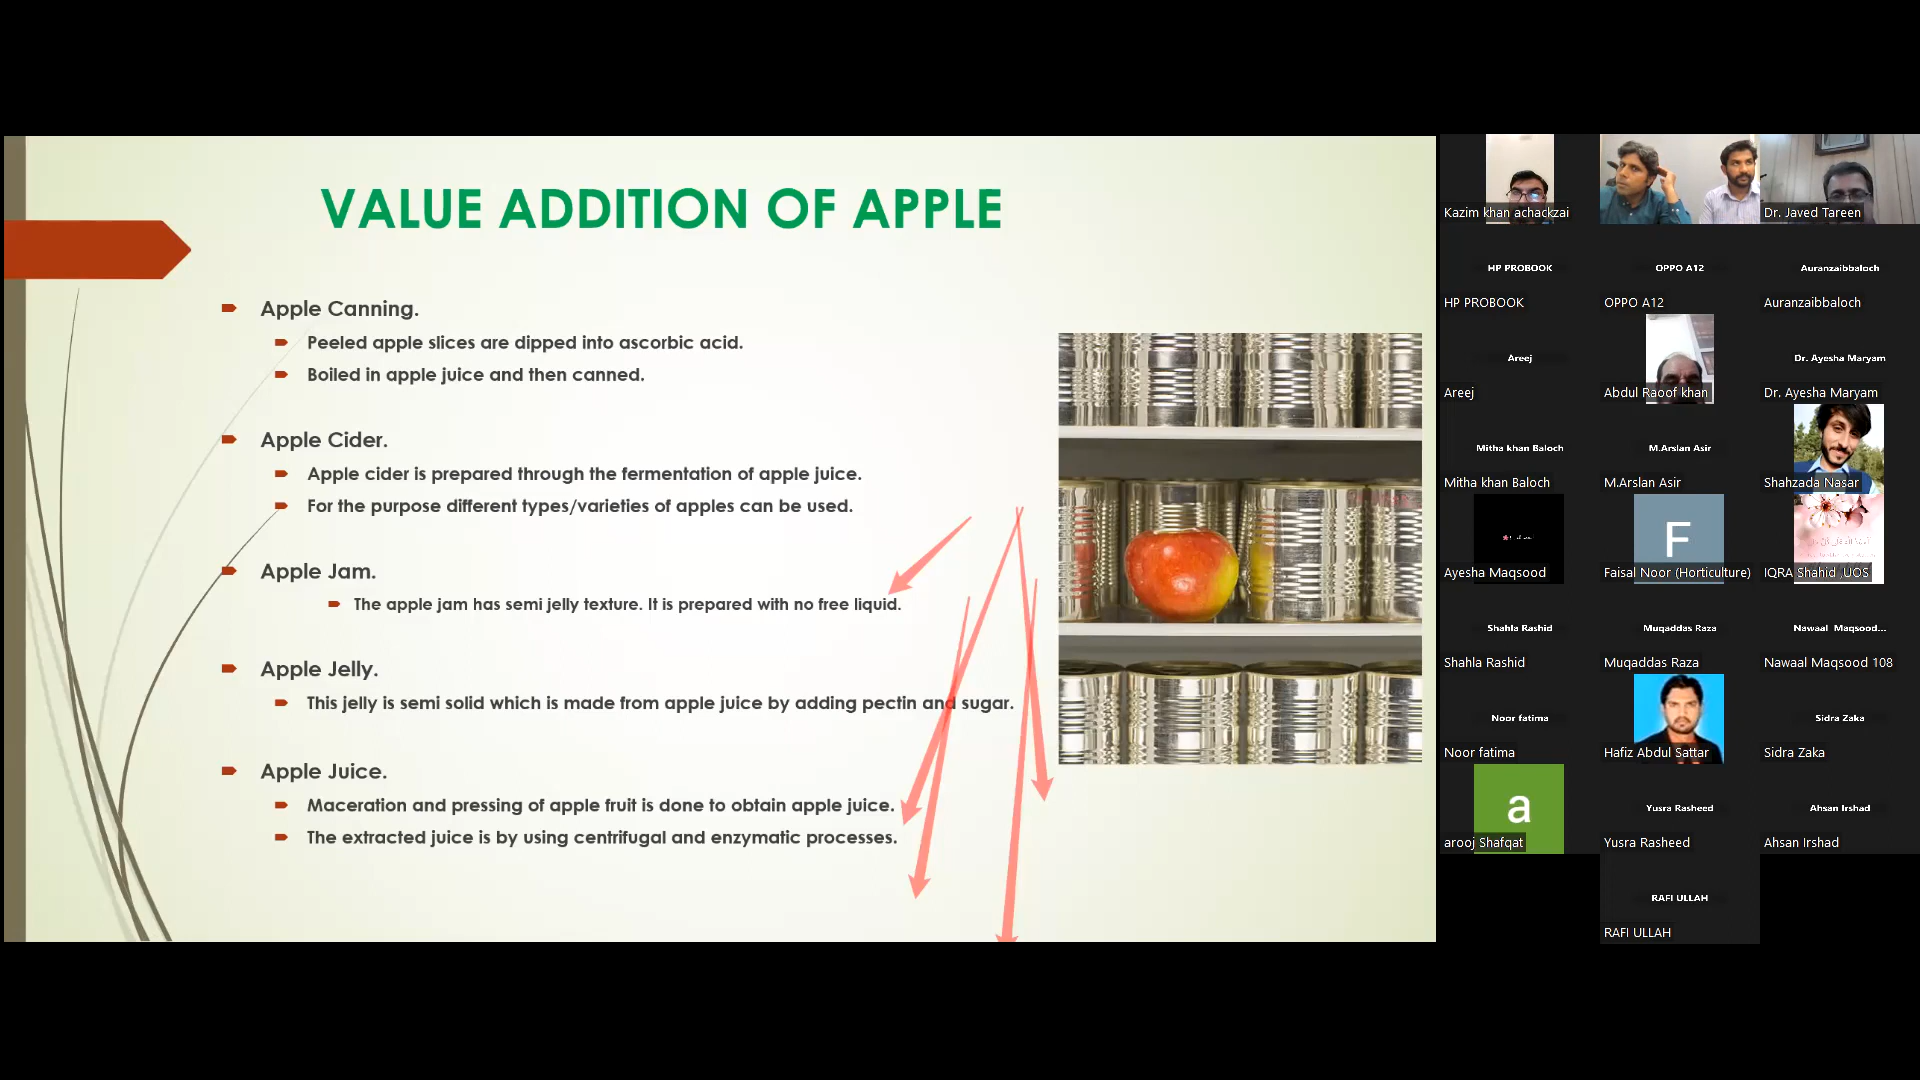 VALUE ADDITION OF APPLE
Apple Canning.
Peeled apple slices are dipped into ascorbic acid.
Boiled in apple juice and then canned.
Apple Cider.
Apple cider is prepared through the fermentation of apple juice.
For the purpose different types/varieties of apples can be used.
Apple Jam.
The apple jam has semi jelly texture. It is prepared with no free liquid.
Apple Jelly.
This jelly is semi solid which is made from apple juice by adding pectin and sugar.
Apple Juice.
Maceration and pressing of apple fruit is done to obtain apple juice.
The extracted juice is by using centrifugal and enzymatic processes.
Kazim khan achackzai
Dr. Javed Tareen
HP PROBOOK
OPPO A12
Auranzaibbaloch
HP PROBOOK
OPPO A12
Auranzaibbaloch
Areej
Dr. Ayesha Maryam
Areej
Abdul Raoof khan
Dr. Ayesha Maryam
Mitha khan Baloch
M.Arslan Asir
Mitha khan Baloch
M.Arslan Asir
Shahzada Nasar
F
Ayesha Maqsood
Faisal Noor (Horticulture)
IQRA Shahid ,UOS
Shahla Rashid
Muqaddas Raza
Nawaal Maqsood...
Shahla Rashid
Muqaddas Raza
Nawaal Maqsood 108
Noor fatima
Sidra Zaka
Noor fatima
Hafiz Abdul Sattar
Sidra Zaka
a
Yusra Rasheed
Ahsan Irshad
arooj Shafqat
Yusra Rasheed
Ahsan Irshad
RAFI ULLAH
RAFI ULLAH